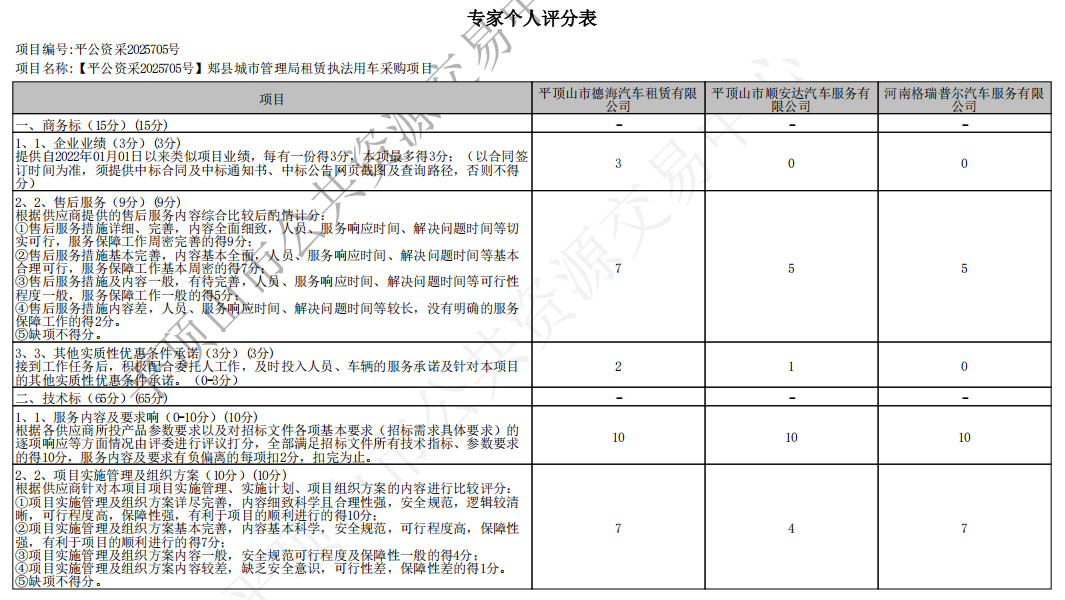 专家个人评分表
项目编号:平公资采2025705号
项目名称:【平公资采2025705号】郏县城市管理局租赁执法用车采购项目
项目
平顶山市德海汽车租赁有限公司
平顶山市顺安达汽车服务有限公司
河南格瑞普尔汽车服务有限公司
一、商务标（15分）(15分)
-
-
-
1、1、企业业绩（3分）(3分)
提供自2022年01月01日以来类似项目业绩，每有一份得3分，本项最多得3分；（以合同签
订时间为准，须提供中标合同及中标通知书、中标公告网页截图及查询路径，否则不得
分）
3
0
0
2、2、售后服务（9分）(9分)
根据供应商提供的售后服务内容综合比较后酌情计分：
①售后服务措施详细、完善，内容全面细致，人员、服务响应时间、解决问题时间等切
实可行，服务保障工作周密完善的得9分；
②售后服务措施基本完善，内容基本全面，人员、服务响应时间、解决问题时间等基本
合理可行，服务保障工作基本周密的得7分；
③售后服务措施及内容一般，有待完善，人员、服务响应时间、解决问题时间等可行性
程度一般，服务保障工作一般的得5分；
④售后服务措施内容差，人员、服务响应时间、解决问题时间等较长，没有明确的服务
保障工作的得2分。
⑤缺项不得分。
7
5
5
3、3、其他实质性优惠条件承诺（3分）(3分)
接到工作任务后，积极配合委托人工作，及时投入人员、车辆的服务承诺及针对本项目
的其他实质性优惠条件承诺。（0-3分）
2
1
0
二、技术标（65分）(65分)
-
-
-
1、1、服务内容及要求响（0-10分）(10分)
根据各供应商所投产品参数要求以及对招标文件各项基本要求（招标需求具体要求）的
逐项响应等方面情况由评委进行评议打分，全部满足招标文件所有技术指标、参数要求
的得10分，服务内容及要求有负偏离的每项扣2分，扣完为止。
10
10
10
2、2、项目实施管理及组织方案（10分）(10分)
根据供应商针对本项目项目实施管理、实施计划、项目组织方案的内容进行比较评分：
①项目实施管理及组织方案详尽完善，内容细致科学且合理性强，安全规范，逻辑较清
晰，可行程度高，保障性强，有利于项目的顺利进行的得10分；
②项目实施管理及组织方案基本完善，内容基本科学，安全规范，可行程度高，保障性
强，有利于项目的顺利进行的得7分；
③项目实施管理及组织方案内容一般，安全规范可行程度及保障性一般的得4分；
④项目实施管理及组织方案内容较差，缺乏安全意识，可行性差，保障性差的得1分。
⑤缺项不得分。
7
4
7
平顶山市公共资源交易中心
平顶山市公共资源交易中心